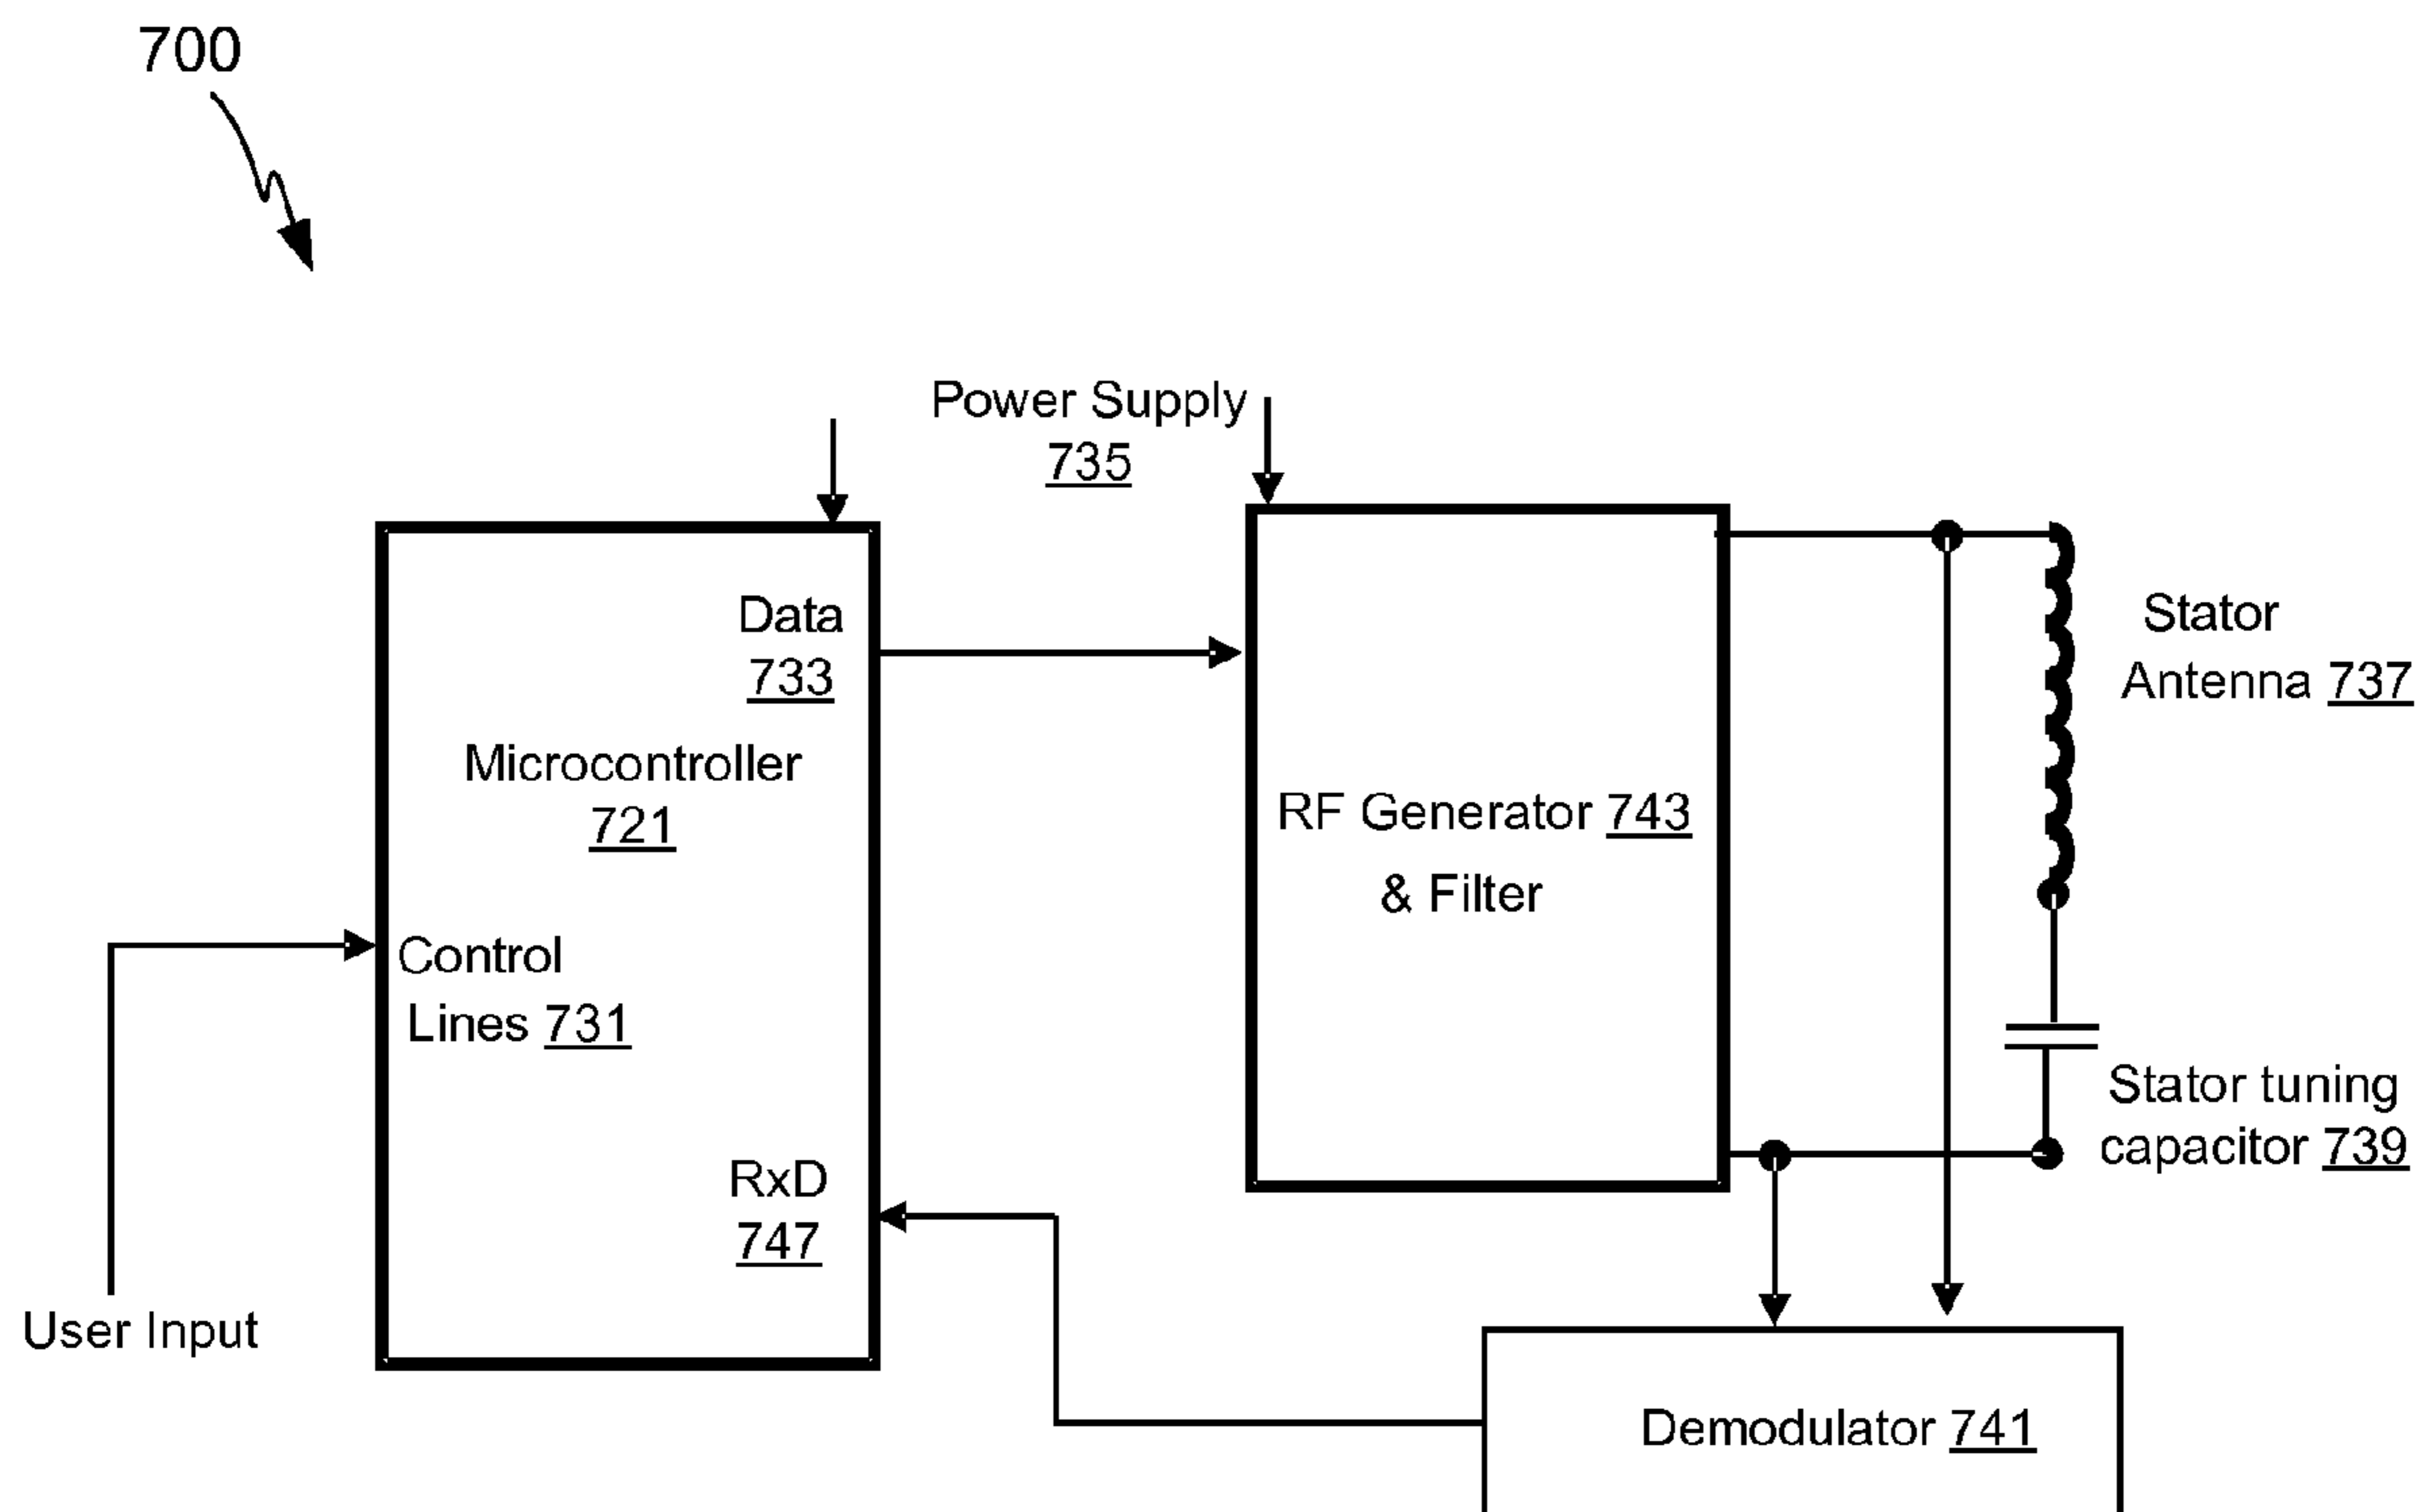 700
Power Supply
735
Data
733
Microcontroller
721
Control
Lines 731
RxD
747
User Input
RF Generator 743
& Filter
Stator
Antenna 737
Stator tuning
capacitor 739
Demodulator 741